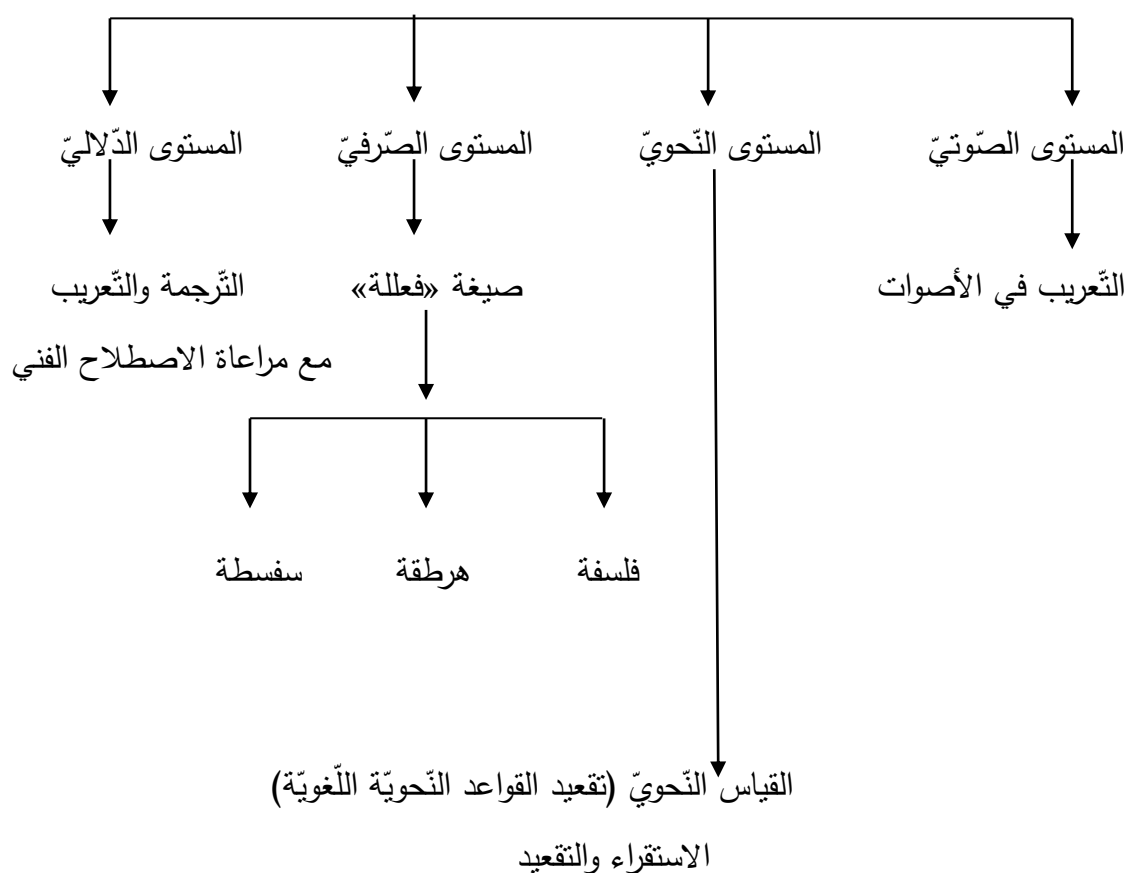 المستوى الصّوتيّ
المستوى النّحويّ
المستوى الصّرفيّ
المستوى الدّلاليّ
التّعريب في الأصوات
صيغة «فعللة»
التّرجمة والتّعريب
مع مراعاة الاصطلاح الفني
فلسفة
هرطقة
سفسطة
القياس النّحويّ (تقعيد القواعد النّحويّة اللّغويّة)
الاستقراء والتقعيد